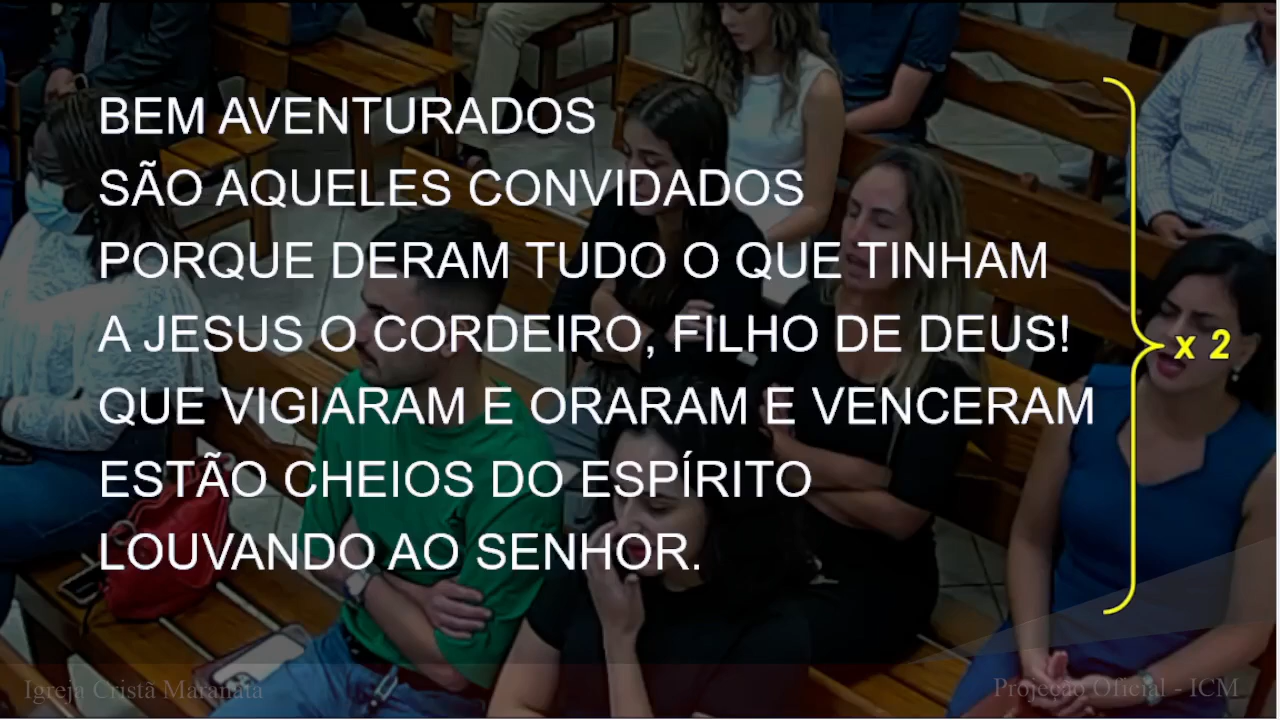 BEM AVENTURADOS
SÃO AQUELES CONVIDADOS
PORQUE DERAM TUDO O QUE TINHAM
A JESUS O CORDEIRO, FILHO DE DEUS!
QUE VIGIARAM E ORARAM E VENCERAM
ESTÃO CHEIOS DO ESPÍRITO
LOUVANDO AO SENHOR.
x 2
Igreja Cristã Maranata
Projeção Oficial - ICM